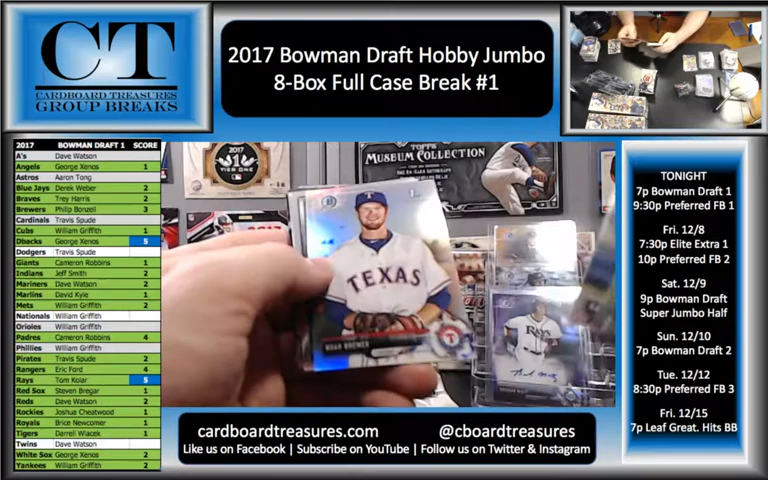 CT
CARDBOARD TREASURES
GROUP BREAKS
2017 Bowman Draft Hobby Jumbo
8-Box Full Case Break #1
2017 BOWMAN DRAFT 1 SCORE
A's Dave Watson
Angels George Xenos 1
Astros Aaron Tong
Blue Jays Derek Weber 2
Braves Trey Harris 2
Brewers Philip Bonzell 3
Cardinals Travis Spude
Cubs William Griffith 1
Dbacks George Xenos 5
Dodgers Travis Spude
Giants Cameron Robbins 1
Indians Jeff Smith 2
Mariners Dave Watson 2
Marlins David Kyle 1
Mets William Griffith 2
Nationals William Griffith
Orioles William Griffith
Padres Cameron Robbins 4
Phillies William Griffith
Pirates Travis Spude 2
Rangers Eric Ford 4
Rays Tom Kolar 5
Red Sox Steven Bregar 1
Reds Dave Watson 2
Rockies Joshua Cheatwood 1
Royals Brice Newcomer 1
Tigers Darrell Wiacek 1
Twins Dave Watson
White Sox George Xenos 2
Yankees William Griffith 2
2017
TIER ONE
TOPPS
MUSEUM COLLECTION
1st
TEXAS
RAYS
TONIGHT
7p Bowman Draft 1
9:30p Preferred FB 1
Fri. 12/8
7:30p Elite Extra 1
10p Preferred FB 2
Sat. 12/9
9p Bowman Draft
Super Jumbo Half
Sun. 12/10
7p Bowman Draft 2
Tue. 12/12
8:30p Preferred FB 3
Fri. 12/15
7p Leaf Great. Hits BB
cardboardtreasures.com @cboardtreasures
Like us on Facebook | Subscribe on YouTube | Follow us on Twitter & Instagram